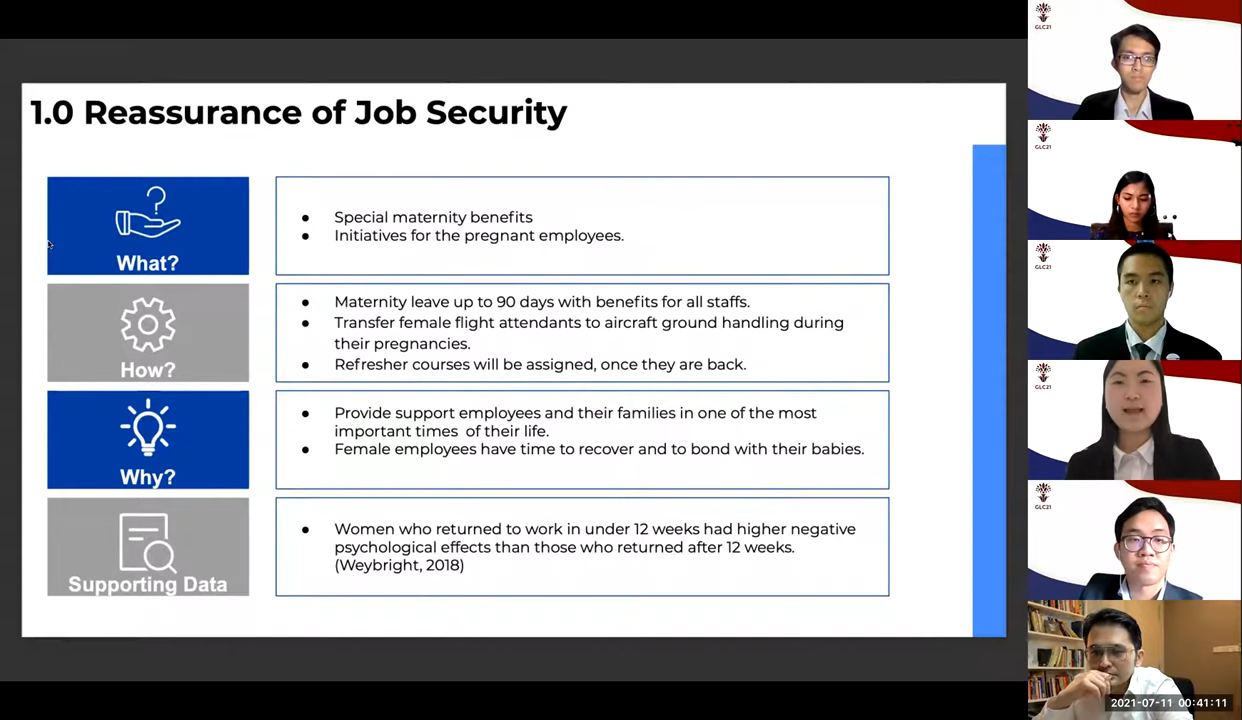 1.0 Reassurance of Job Security
What?
● Special maternity benefits
● Initiatives for the pregnant employees.
How?
● Maternity leave up to 90 days with benefits for all staffs.
● Transfer female flight attendants to aircraft ground handling during
their pregnancies.
● Refresher courses will be assigned, once they are back.
Why?
● Provide support employees and their families in one of the most
important times of their life.
● Female employees have time to recover and to bond with their babies.
Supporting Data
● Women who returned to work in under 12 weeks had higher negative
psychological effects than those who returned after 12 weeks.
(Weybright, 2018)
GLC21
GLC21
GLC21
GLC21
GLC21
2021-07-11 00:41:11